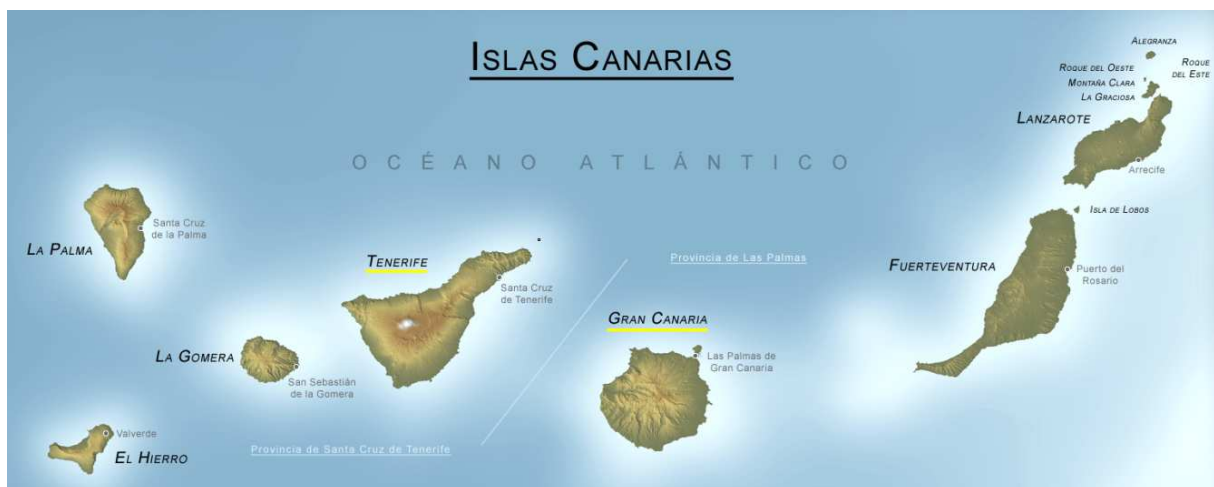 ISLAS CANARIAS
OCÉANO ATLÁNTICO
ALEGRANZA
ROQUE DEL OESTE
ROQUE
DEL ESTE
MONTAÑA CLARA
LA GRACIOSA
LANZAROTE
Arrecife
ISLA DE LOBOS
Santa Cruz
de la Palma
LA PALMA
TENERIFE
Santa Cruz
de Tenerife
Provincia de Las Palmas
FUERTEVENTURA
Puerto del
Rosario
GRAN CANARIA
Las Palmas de
Gran Canaria
LA GOMERA
San Sebastián
de la Gomera
Valverde
EL HIERRO
Provincia de Santa Cruz de Tenerife